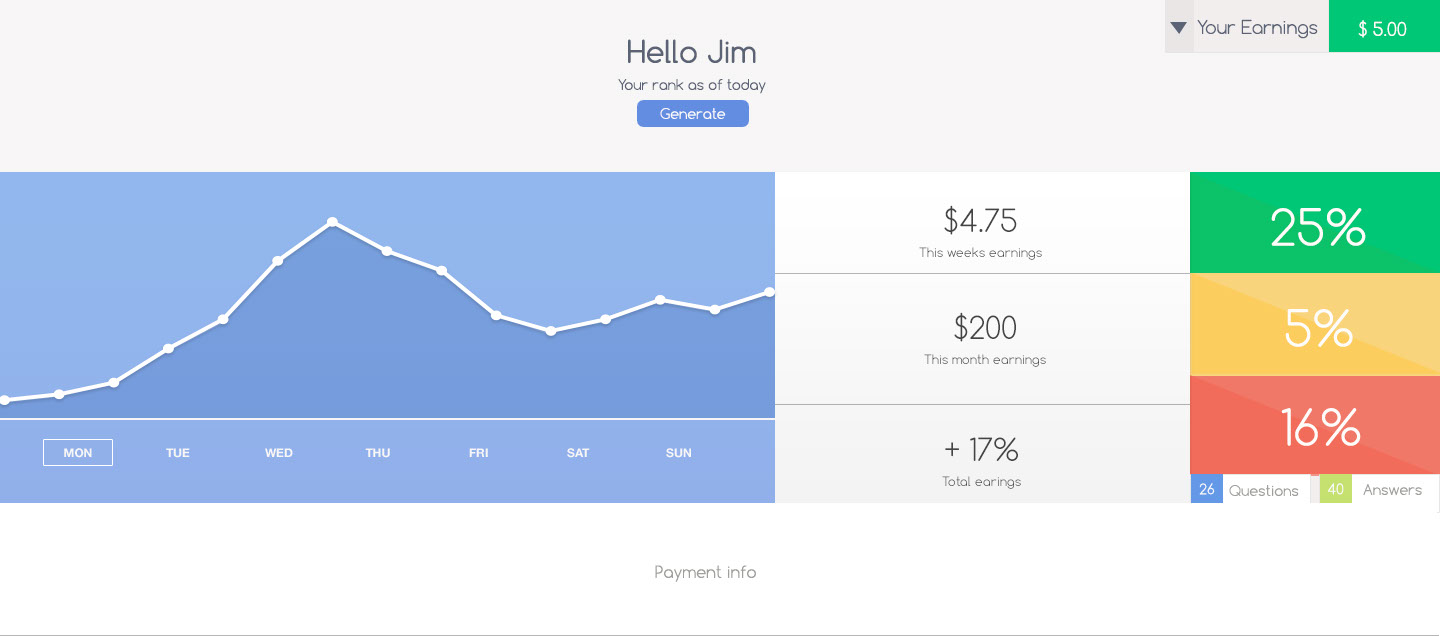 Your Earnings $ 5.00
Hello Jim
Your rank as of today
Generate
$4.75
This weeks earnings
25%
$200
This month earnings
5%
+ 17%
Total earings
16%
MON TUE WED THU FRI SAT SUN
26 Questions 40 Answers
Payment info